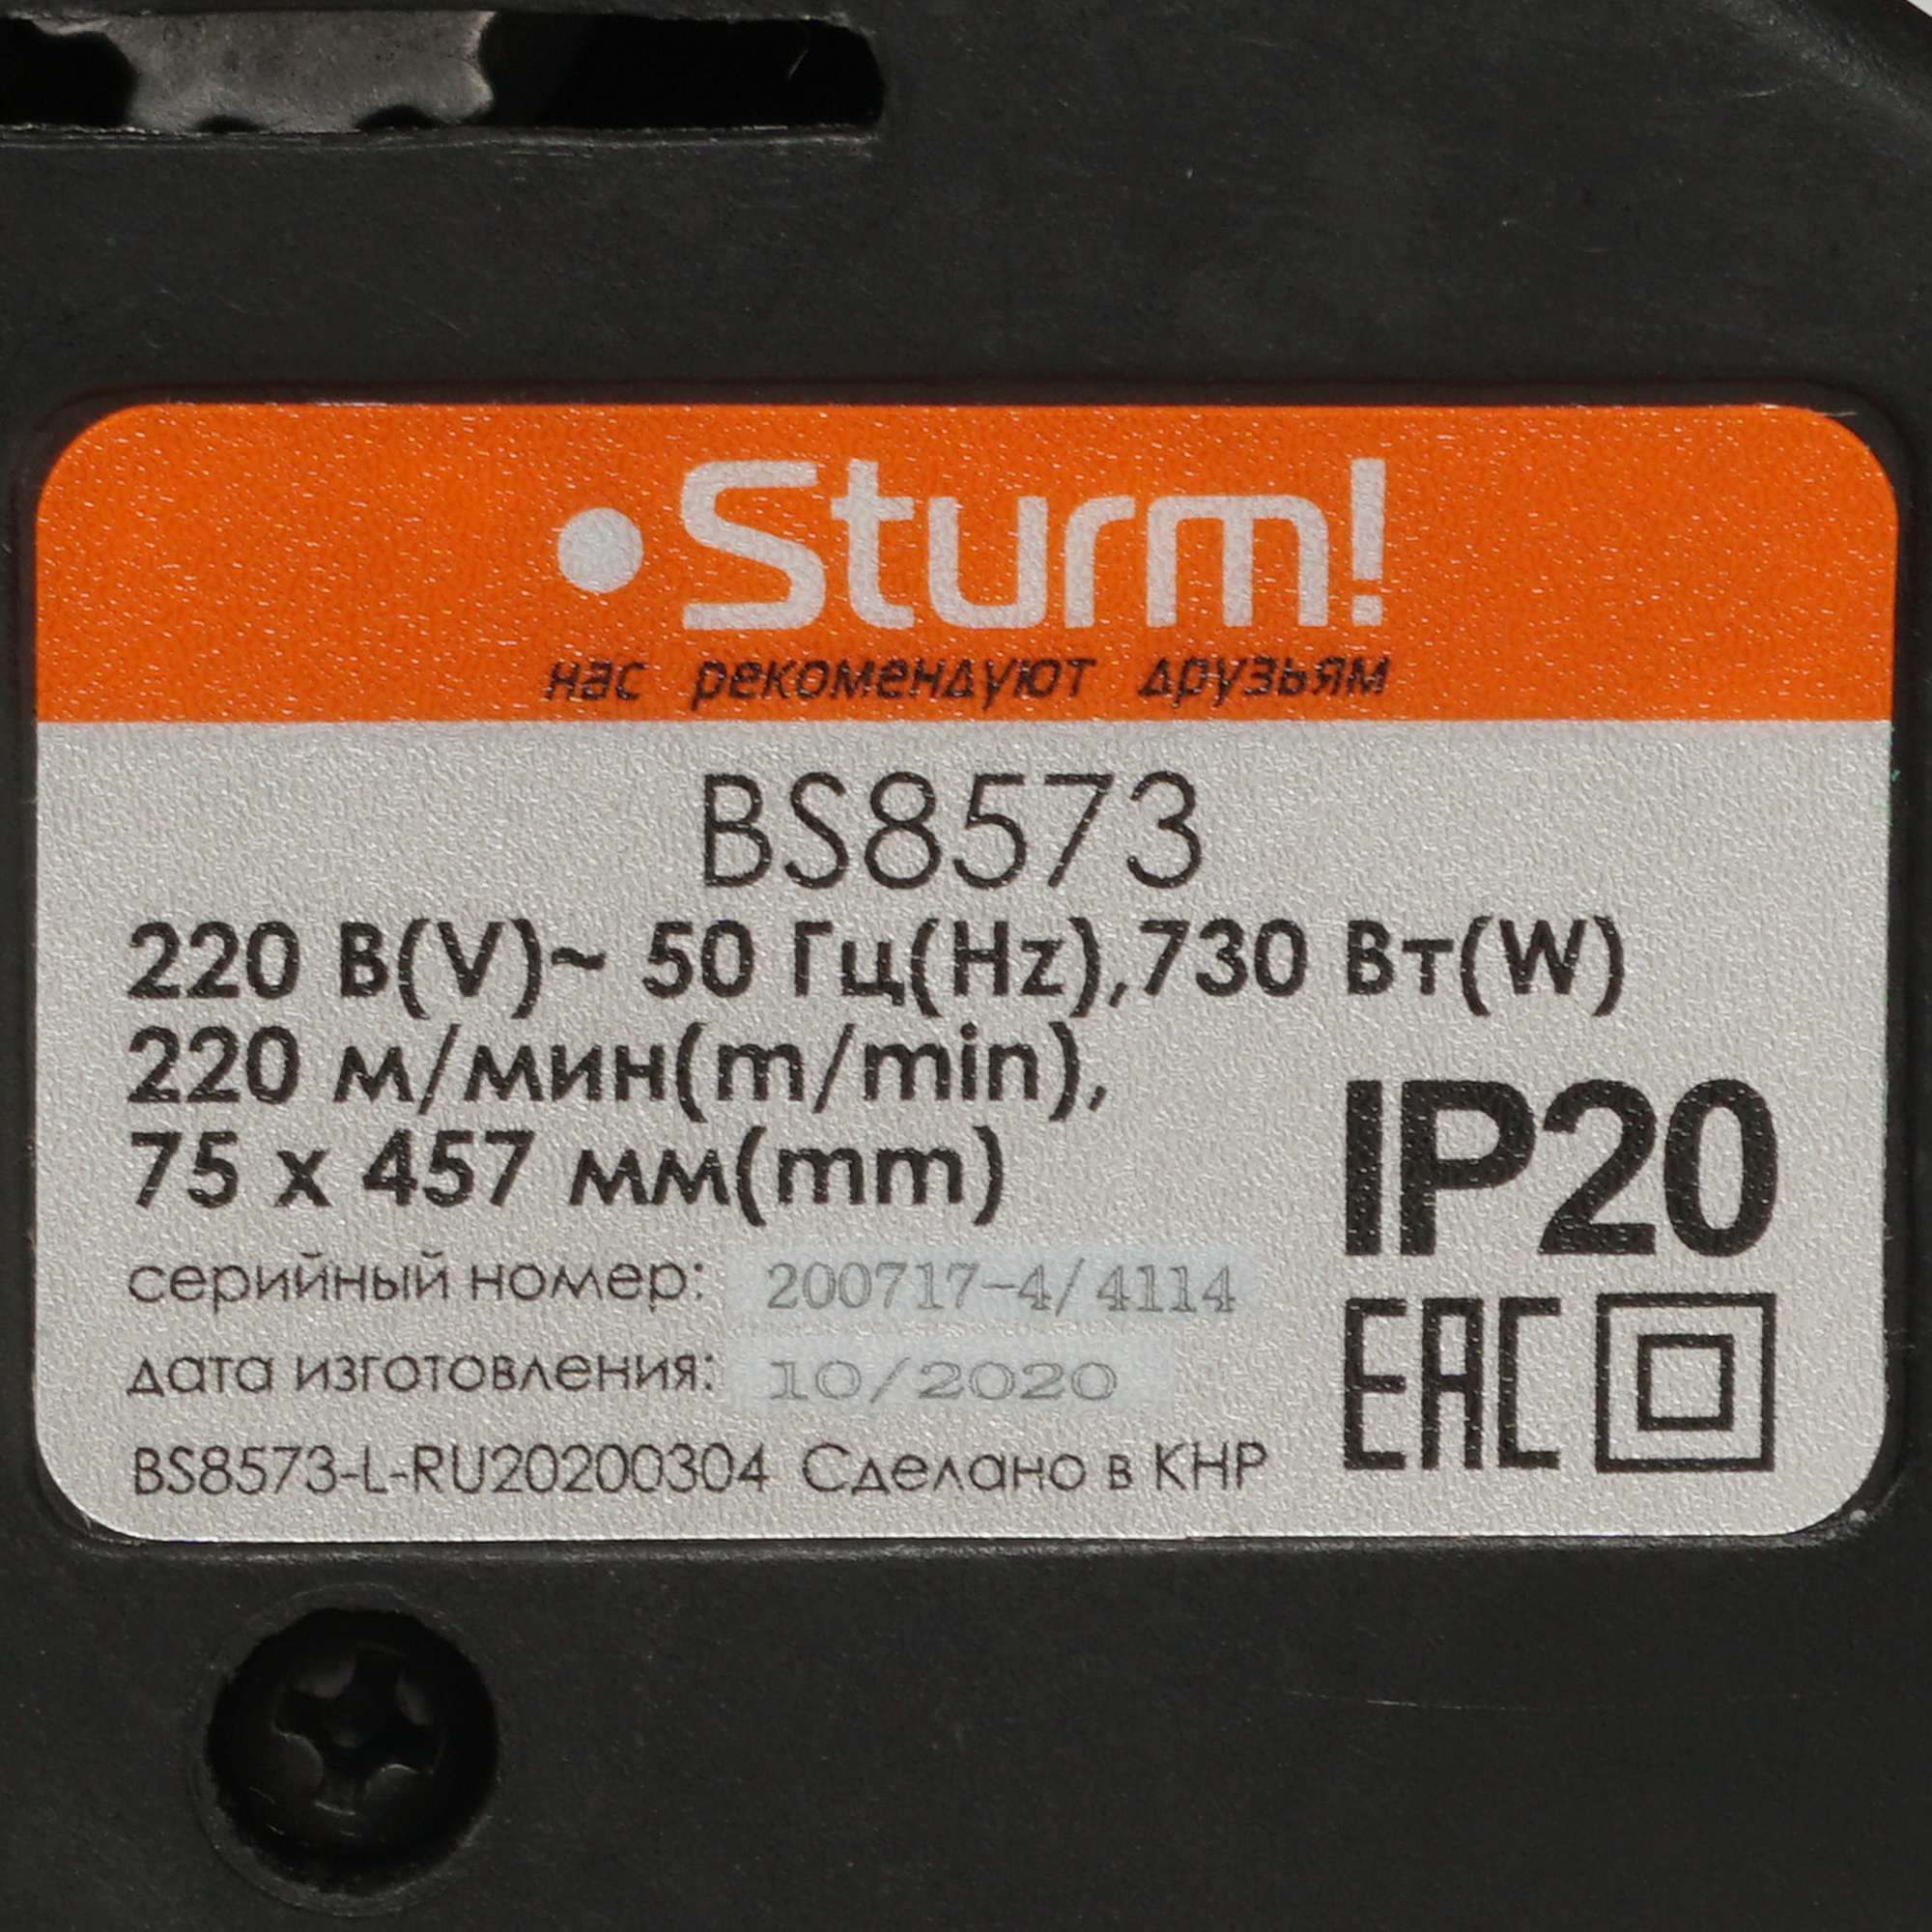 Sturm!
нас рекомендуют друзьям
BS8573
220 В(V)~ 50 Гц(Hz),730 Вт(W)
220 м/мин(m/min),
75 x 457 мм(mm)
IP20
серийный номер: 200717-4/4114
дата изготовления: 10/2020
EAC
BS8573-L-RU20200304 Сделано в КНР